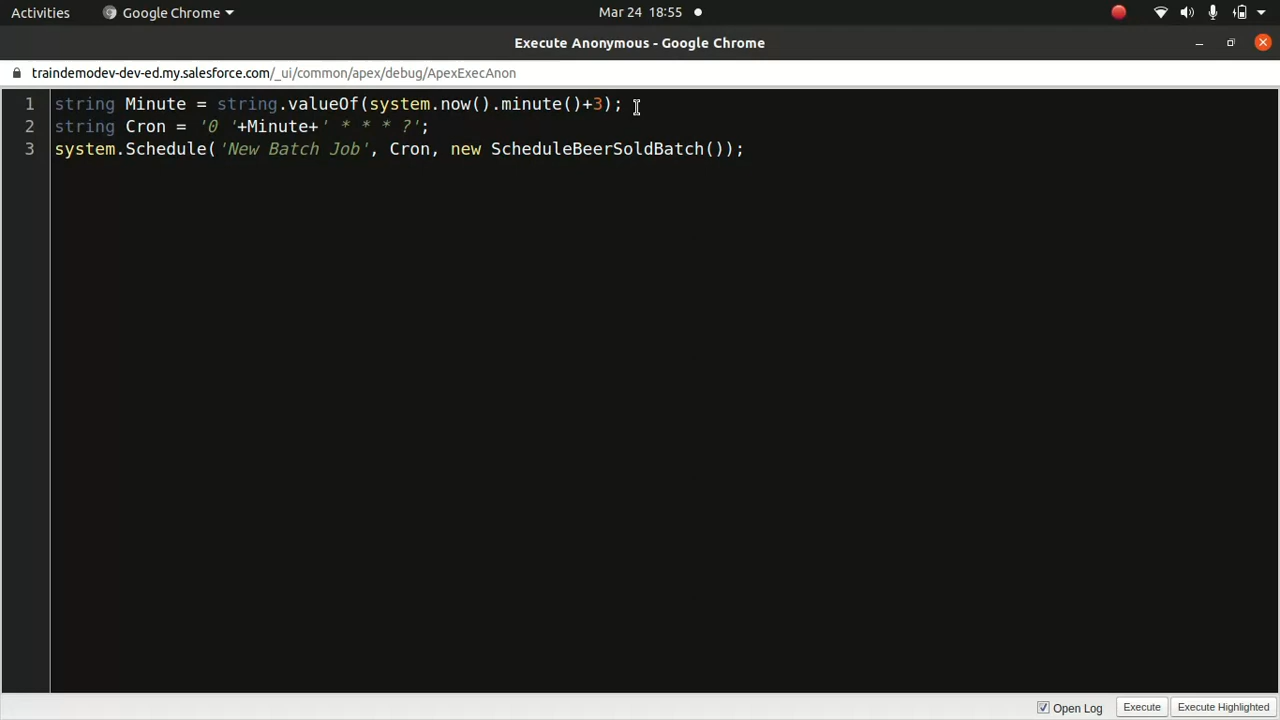 Activities
Google Chrome
Mar 24 18:55
Execute Anonymous - Google Chrome
traindemodev-dev-ed.my.salesforce.com/_ui/common/apex/debug/ApexExecAnon
1 string Minute = string.valueOf(system.now().minute()+3);
2 string Cron = '0 '+Minute+' * * * ?';
3 system.Schedule('New Batch Job', Cron, new ScheduleBeerSoldBatch());
Open Log
Execute
Execute Highlighted